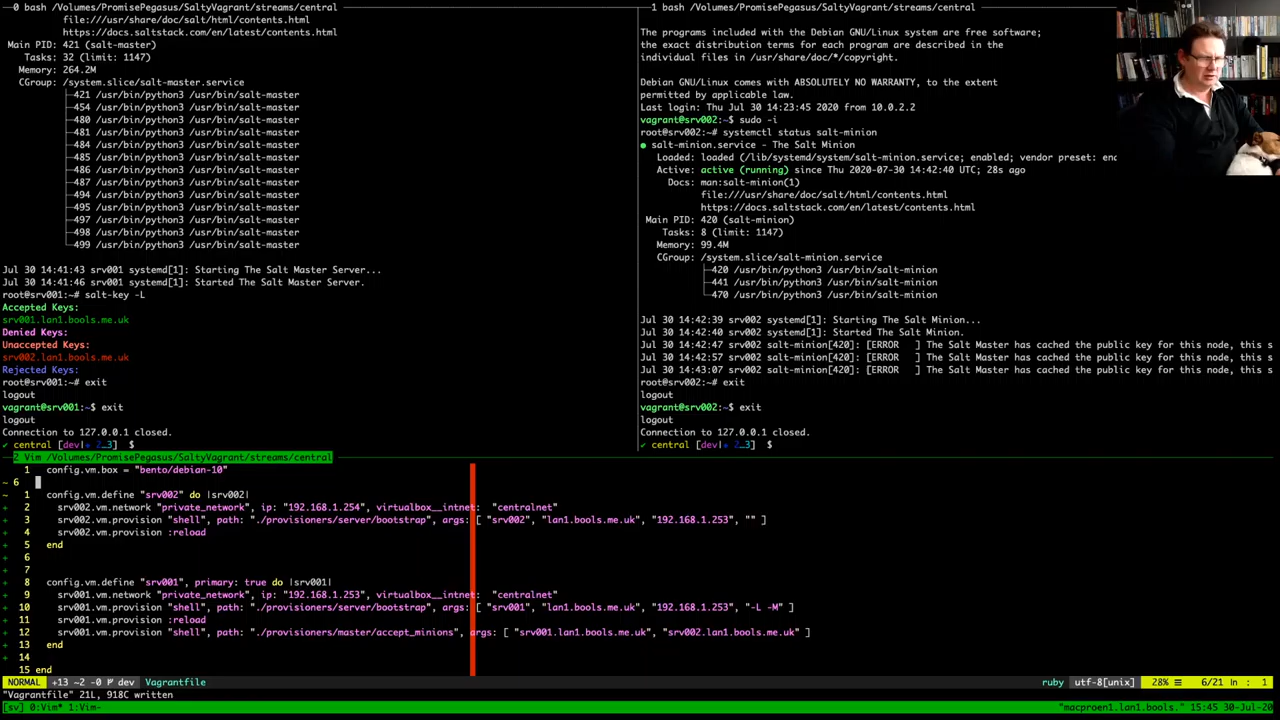 0 bash /Volumes/PromisePegasus/SaltyVagrant/streams/central
file:///usr/share/doc/salt/html/contents.html
https://docs.saltstack.com/en/latest/contents.html
Main PID: 421 (salt-master)
Tasks: 32 (limit: 1147)
Memory: 264.2M
CGroup: /system.slice/salt-master.service
├─421 /usr/bin/python3 /usr/bin/salt-master
├─454 /usr/bin/python3 /usr/bin/salt-master
├─480 /usr/bin/python3 /usr/bin/salt-master
├─481 /usr/bin/python3 /usr/bin/salt-master
├─484 /usr/bin/python3 /usr/bin/salt-master
├─485 /usr/bin/python3 /usr/bin/salt-master
├─486 /usr/bin/python3 /usr/bin/salt-master
├─487 /usr/bin/python3 /usr/bin/salt-master
├─494 /usr/bin/python3 /usr/bin/salt-master
├─495 /usr/bin/python3 /usr/bin/salt-master
├─497 /usr/bin/python3 /usr/bin/salt-master
├─498 /usr/bin/python3 /usr/bin/salt-master
└─499 /usr/bin/python3 /usr/bin/salt-master
Jul 30 14:41:43 srv001 systemd[1]: Starting The Salt Master Server...
Jul 30 14:41:46 srv001 systemd[1]: Started The Salt Master Server.
root@srv001:~# salt-key -L
Accepted Keys:
srv001.lan1.bools.me.uk
Denied Keys:
Unaccepted Keys:
srv002.lan1.bools.me.uk
Rejected Keys:
root@srv001:~# exit
logout
vagrant@srv001:~$ exit
logout
Connection to 127.0.0.1 closed.
✔ central [dev|✚ 2…3] $
1 bash /Volumes/PromisePegasus/SaltyVagrant/streams/central
The programs included with the Debian GNU/Linux system are free software;
the exact distribution terms for each program are described in the
individual files in /usr/share/doc/*/copyright.
Debian GNU/Linux comes with ABSOLUTELY NO WARRANTY, to the extent
permitted by applicable law.
Last login: Thu Jul 30 14:23:45 2020 from 10.0.2.2
vagrant@srv002:~$ sudo -i
root@srv002:~# systemctl status salt-minion
● salt-minion.service - The Salt Minion
Loaded: loaded (/lib/systemd/system/salt-minion.service; enabled; vendor preset: ena
Active: active (running) since Thu 2020-07-30 14:42:40 UTC; 28s ago
Docs: man:salt-minion(1)
file:///usr/share/doc/salt/html/contents.html
https://docs.saltstack.com/en/latest/contents.html
Main PID: 420 (salt-minion)
Tasks: 8 (limit: 1147)
Memory: 99.4M
CGroup: /system.slice/salt-minion.service
├─420 /usr/bin/python3 /usr/bin/salt-minion
├─441 /usr/bin/python3 /usr/bin/salt-minion
└─470 /usr/bin/python3 /usr/bin/salt-minion
Jul 30 14:42:39 srv002 systemd[1]: Starting The Salt Minion...
Jul 30 14:42:40 srv002 systemd[1]: Started The Salt Minion.
Jul 30 14:42:47 srv002 salt-minion[420]: [ERROR   ] The Salt Master has cached the public key for this node, this s
Jul 30 14:42:57 srv002 salt-minion[420]: [ERROR   ] The Salt Master has cached the public key for this node, this s
Jul 30 14:43:07 srv002 salt-minion[420]: [ERROR   ] The Salt Master has cached the public key for this node, this s
root@srv002:~# exit
logout
vagrant@srv002:~$ exit
logout
Connection to 127.0.0.1 closed.
✔ central [dev|✚ 2…3] $
2 Vim /Volumes/PromisePegasus/SaltyVagrant/streams/central
1 config.vm.box = "bento/debian-10"
~ 6
~ 1 config.vm.define "srv002" do |srv002|
+ 2 srv002.vm.network "private_network", ip: "192.168.1.254", virtualbox__intnet: "centralnet"
+ 3 srv002.vm.provision "shell", path: "./provisioners/server/bootstrap", args: [ "srv002", "lan1.bools.me.uk", "192.168.1.253", "" ]
+ 4 srv002.vm.provision :reload
+ 5 end
+ 6
+ 7
+ 8 config.vm.define "srv001", primary: true do |srv001|
+ 9 srv001.vm.network "private_network", ip: "192.168.1.253", virtualbox__intnet: "centralnet"
+ 10 srv001.vm.provision "shell", path: "./provisioners/server/bootstrap", args: [ "srv001", "lan1.bools.me.uk", "192.168.1.253", "-L -M" ]
+ 11 srv001.vm.provision :reload
+ 12 srv001.vm.provision "shell", path: "./provisioners/master/accept_minions", args: [ "srv001.lan1.bools.me.uk", "srv002.lan1.bools.me.uk" ]
+ 13 end
+ 14
15 end
NORMAL +13 ~2 -0 dev Vagrantfile ruby utf-8[unix] 28% ☰ 6/21 ln : 1
"Vagrantfile" 21L, 918C written
[sv] 0:Vim* 1:Vim- "macproen1.lan1.bools." 15:45 30-Jul-20